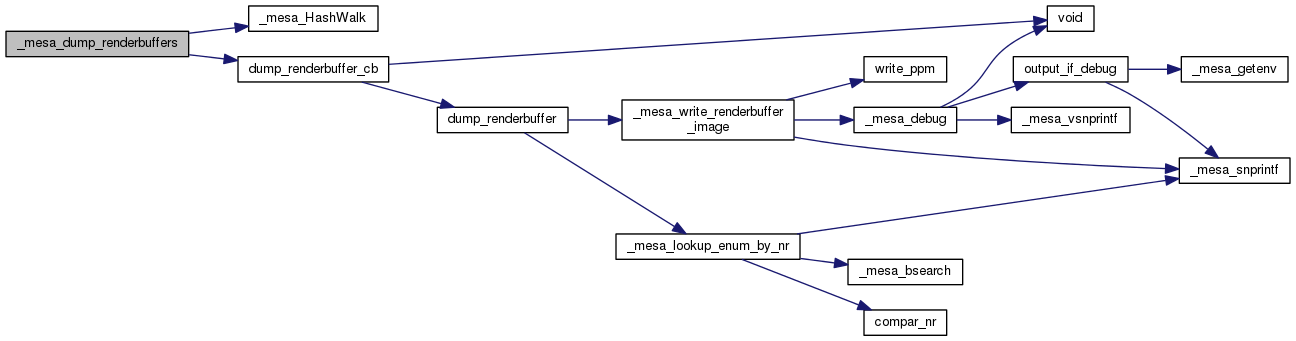 _mesa_dump_renderbuffers
_mesa_HashWalk
dump_renderbuffer_cb
dump_renderbuffer
_mesa_write_renderbuffer
_image
write_ppm
_mesa_debug
void
output_if_debug
_mesa_vsnprintf
_mesa_getenv
_mesa_snprintf
_mesa_lookup_enum_by_nr
_mesa_bsearch
compar_nr